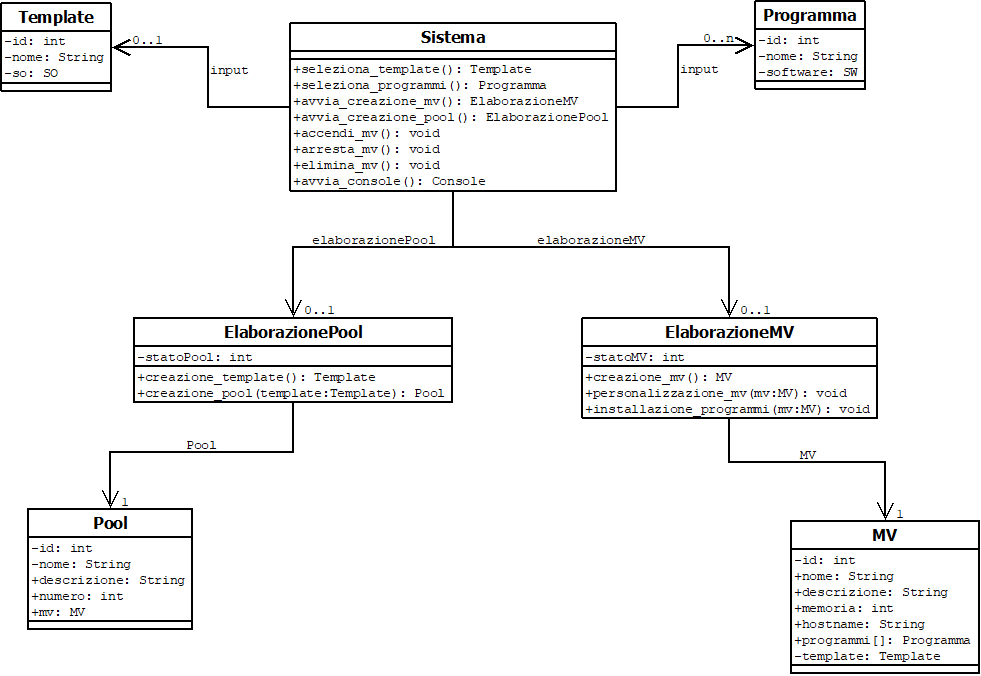 Template
-id: int
-nome: String
-so: SO
0..1
input
Sistema
+seleziona_template(): Template
+seleziona_programmi(): Programma
+avvia_creazione_mv(): ElaborazioneMV
+avvia_creazione_pool(): ElaborazionePool
+accendi_mv(): void
+arresta_mv(): void
+elimina_mv(): void
+avvia_console(): Console
Programma
-id: int
-nome: String
-software: SW
0..n
input
elaborazionePool
elaborazioneMV
0..1
0..1
ElaborazionePool
-statoPool: int
+creazione_template(): Template
+creazione_pool(template:Template): Pool
ElaborazioneMV
-statoMV: int
+creazione_mv(): MV
+personalizzazione_mv(mv:MV): void
+installazione_programmi(mv:MV): void
Pool
1
MV
1
Pool
-id: int
-nome: String
+descrizione: String
+numero: int
+mv: MV
MV
-id: int
+nome: String
+descrizione: String
+memoria: int
+hostname: String
+programmi[]: Programma
-template: Template